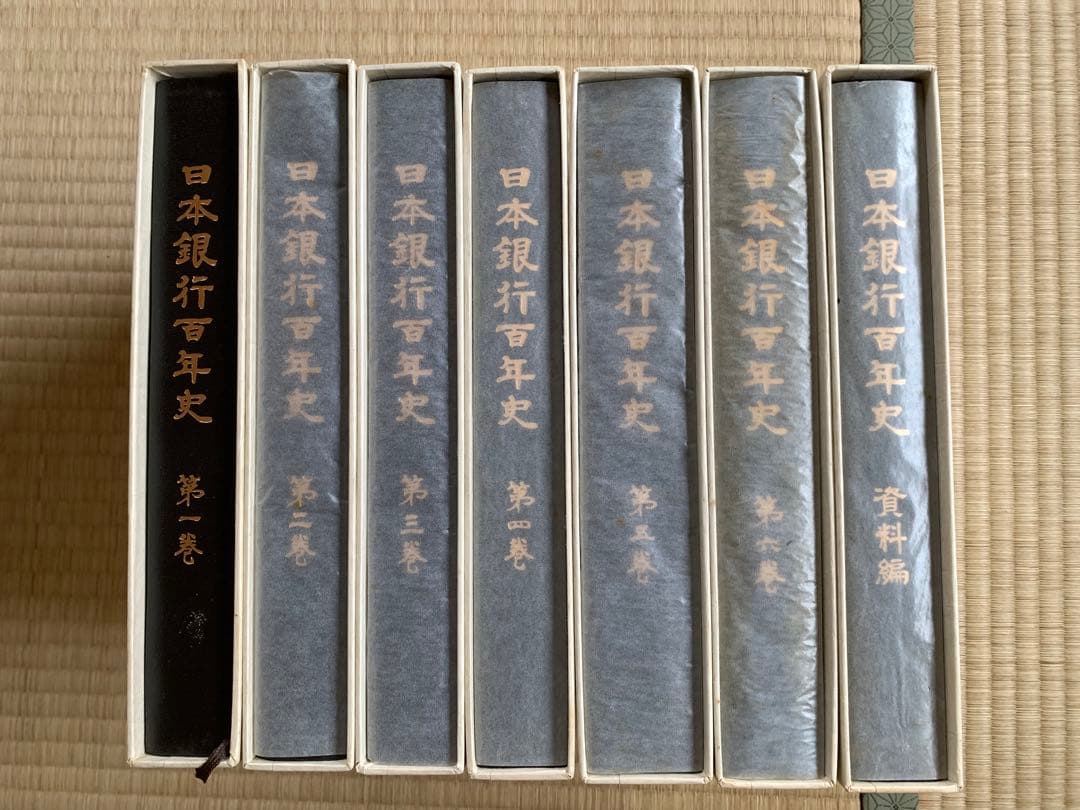 日本銀行百年史 第一巻
日本銀行百年史 第二巻
日本銀行百年史 第三巻
日本銀行百年史 第四巻
日本銀行百年史 第五巻
日本銀行百年史 第六巻
日本銀行百年史 資料編